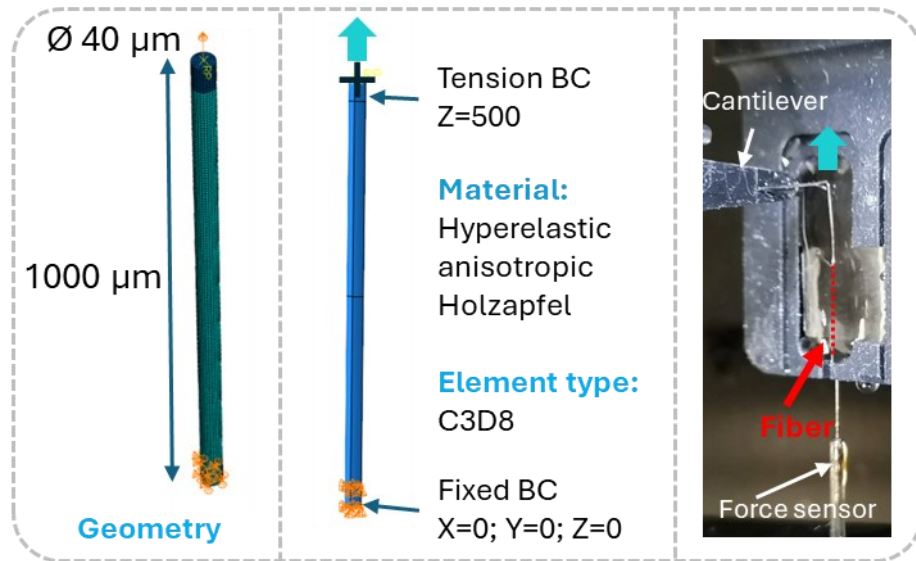 Ø 40 µm
1000 µm
Geometry
Tension BC
Z=500
Material:
Hyperelastic
anisotropic
Holzapfel
Element type:
C3D8
Fixed BC
X=0; Y=0; Z=0
Cantilever
Fiber
Force sensor